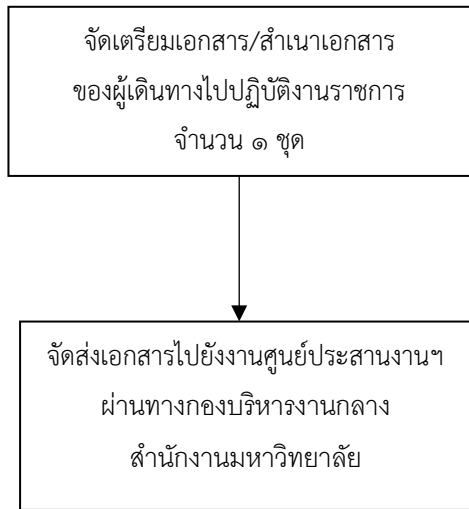 จัดเตรียมเอกสาร/สำเนาเอกสาร
ของผู้เดินทางไปปฏิบัติงานราชการ
จำนวน ๑ ชุด
จัดส่งเอกสารไปยังงานศูนย์ประสานงานฯ
ผ่านทางกองบริหารงานกลาง
สำนักงานมหาวิทยาลัย